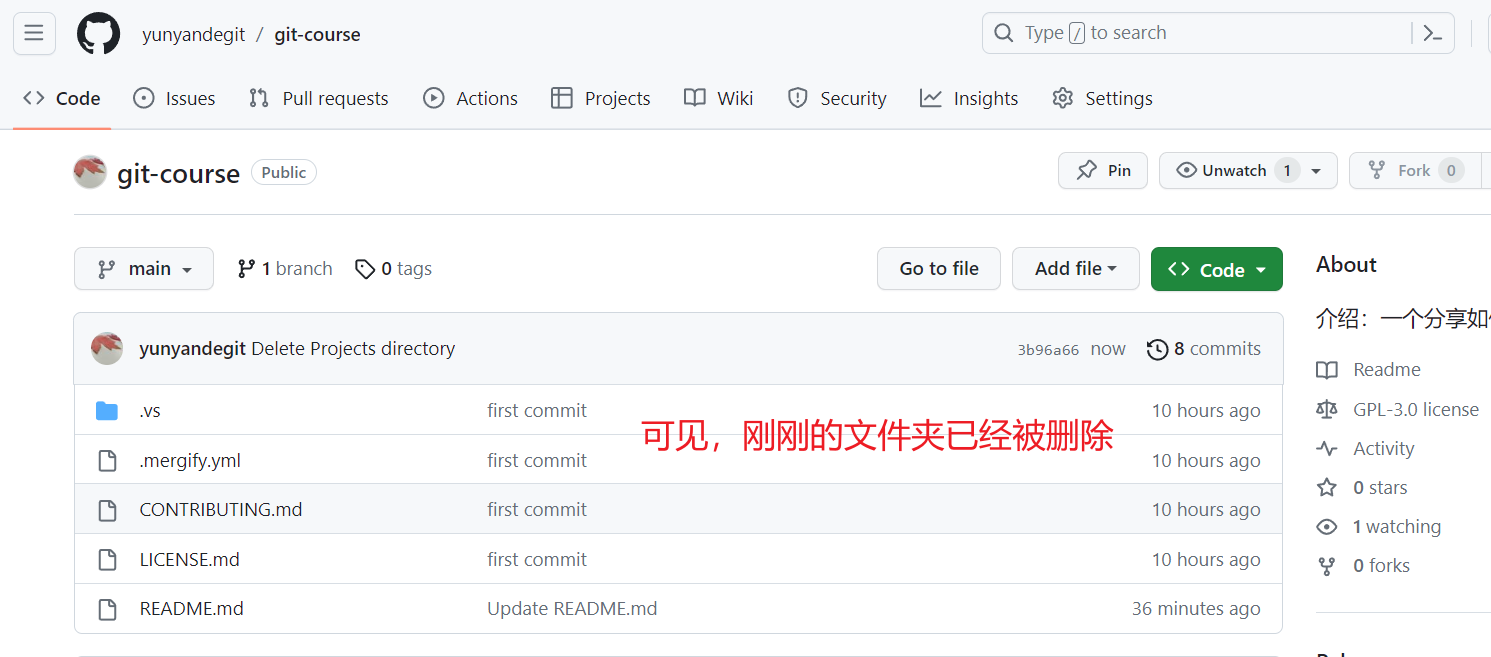 yunyandegit / git-course
Type / to search
Code Issues Pull requests Actions Projects Wiki Security Insights Settings
git-course Public Pin Unwatch 1 Fork 0
main 1 branch 0 tags Go to file Add file Code
yunyandegit Delete Projects directory 3b96a66 now 8 commits
.vs first commit 10 hours ago
可见，刚刚的文件夹已经被删除
.mergify.yml first commit 10 hours ago
CONTRIBUTING.md first commit 10 hours ago
LICENSE.md first commit 10 hours ago
README.md Update README.md 36 minutes ago
About
介绍：一个分享如
Readme
GPL-3.0 license
Activity
0 stars
1 watching
0 forks